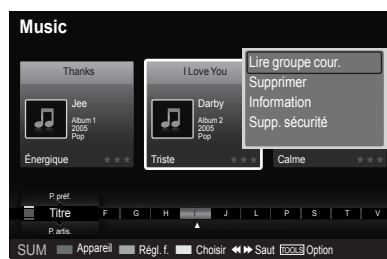 Music
Thanks
Jee
Album 1
2005
Pop
Énergique
I Love You
Darby
Album 2
2005
Pop
Triste
Calme
Lire groupe cour.
Supprimer
Information
Supp. sécurité
P. préf.
Titre F G H I J L P S T V
P. artis.
SUM Appareil Régl. f. Choisir Saut TOOLS Option